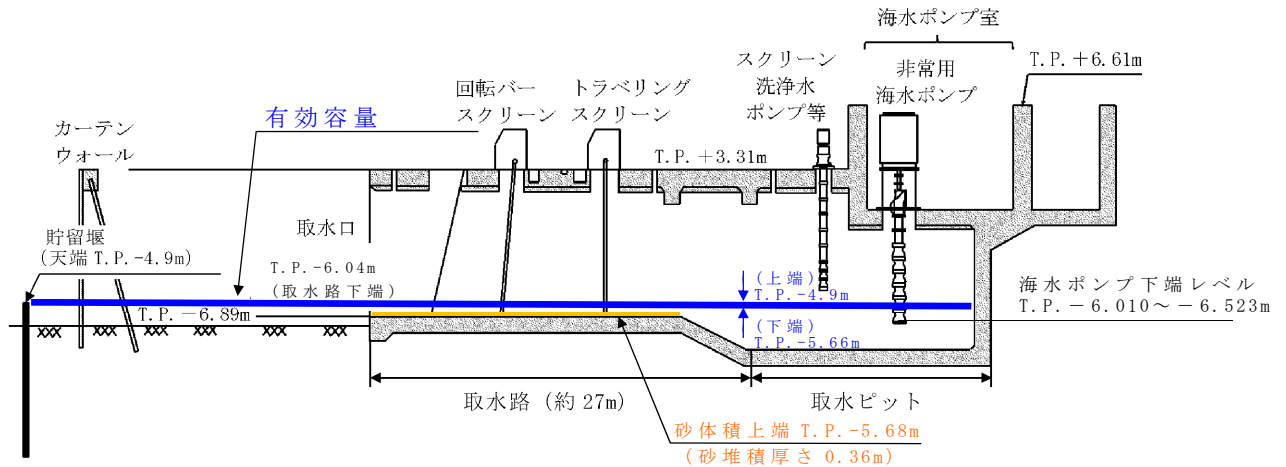 海水ポンプ室
T.P.+6.61m
スクリーン
洗浄水
ポンプ等
非常用
海水ポンプ
回転バー
スクリーン
トラベリング
スクリーン
有効容量
カーテン
ウォール
T.P.+3.31m
取水口
貯留堰
(天端 T.P.-4.9m)
T.P.-6.04m
(取水路下端)
T.P.-6.89m
(上端)
T.P.-4.9m
(下端)
T.P.-5.66m
海水ポンプ下端レベル
T.P.-6.010~-6.523m
取水路 (約 27m)
取水ピット
砂体積上端 T.P.-5.68m
(砂堆積厚さ 0.36m)